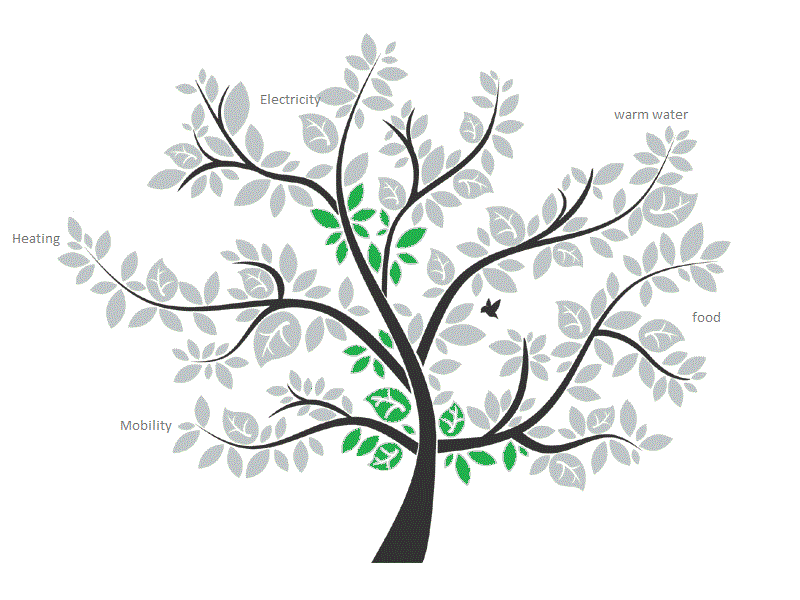 Electricity
warm water
Heating
food
Mobility